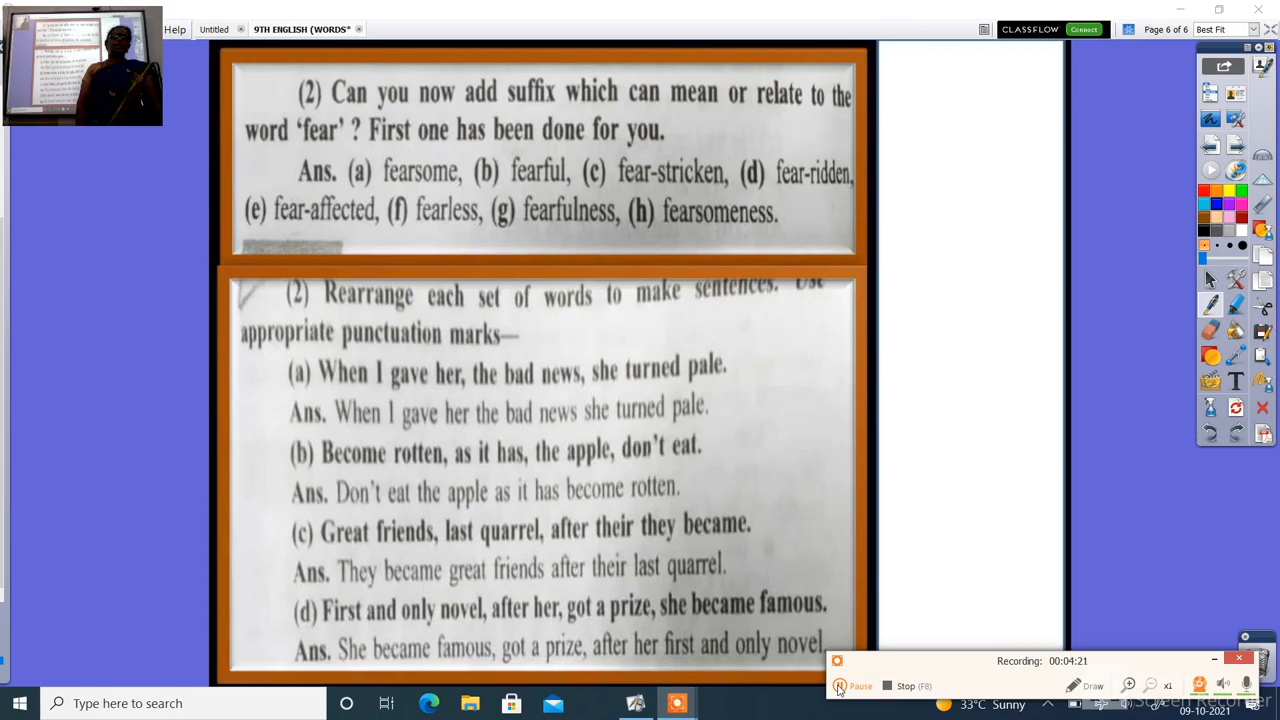 Help Untitled 9TH ENGLISH (WORDS* CLASSFLOW Connect Page 6 of 6 Best Fit
(2) Can you now add suffix which can mean or relate to the
word ‘fear’ ? First one has been done for you.
Ans. (a) fearsome, (b) fearful, (c) fear-stricken, (d) fear-ridden,
(e) fear-affected, (f) fearless, (g) fearfulness, (h) fearsomeness.
(2) Rearrange each set of words to make sentences. Use
appropriate punctuation marks—
(a) When I gave her, the bad news, she turned pale.
Ans. When I gave her the bad news she turned pale.
(b) Become rotten, as it has, the apple, don’t eat.
Ans. Don’t eat the apple as it has become rotten.
(c) Great friends, last quarrel, after their they became.
Ans. They became great friends after their last quarrel.
(d) First and only novel, after her, got a prize, she became famous.
Ans. She became famous, got a prize, after her first and only novel.
Recording: 00:04:21
Pause Stop (F8) Draw x1
Type here to search
33°C Sunny
Screen Recorder
09-10-2021